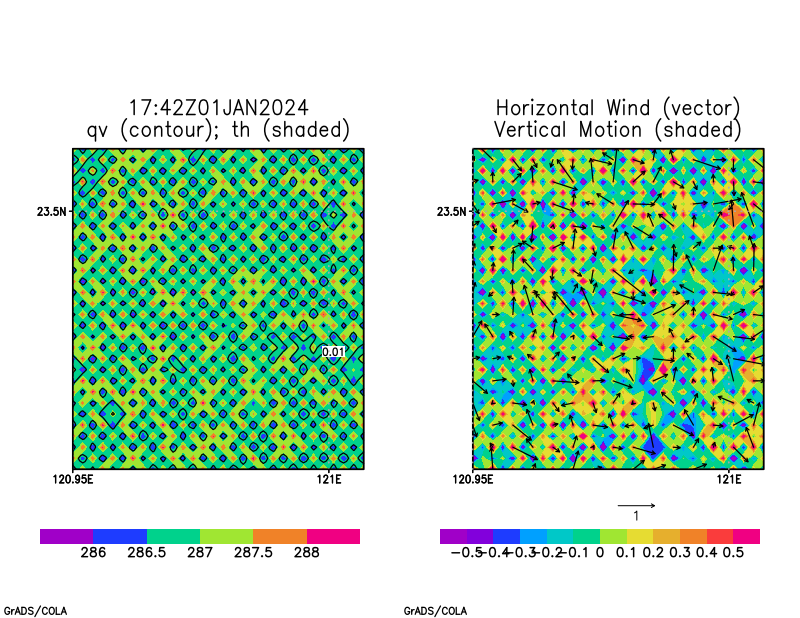 17:42Z01JAN2024
qv (contour); th (shaded)
23.5N
0.01
120.95E 121E
286 286.5 287 287.5 288
GrADS/COLA
Horizontal Wind (vector)
Vertical Motion (shaded)
23.5N
120.95E 121E
1
-0.5 -0.4 -0.3 -0.2 -0.1 0 0.1 0.2 0.3 0.4 0.5
GrADS/COLA